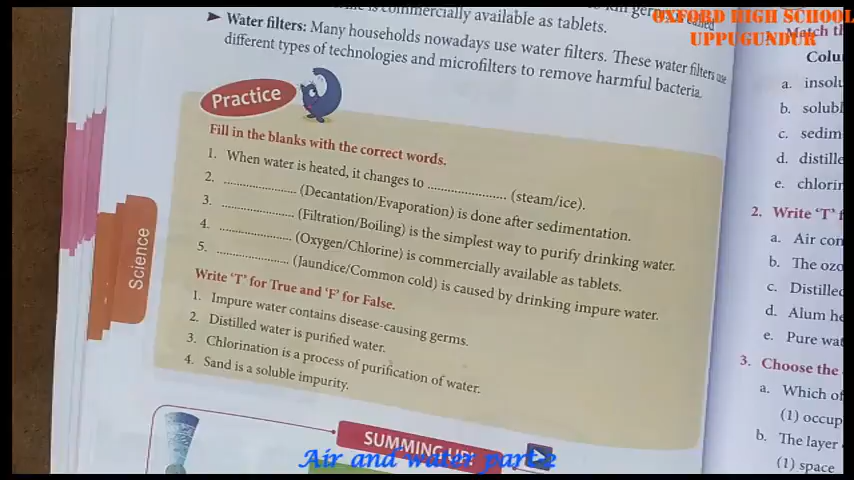 is commercially available as tablets.
➤ Water filters: Many households nowadays use water filters. These water filters use
different types of technologies and microfilters to remove harmful bacteria.
Practice
Fill in the blanks with the correct words.
1. When water is heated, it changes to ........................ (steam/ice).
2. ........................ (Decantation/Evaporation) is done after sedimentation.
3. ........................ (Filtration/Boiling) is the simplest way to purify drinking water.
4. ........................ (Oxygen/Chlorine) is commercially available as tablets.
5. ........................ (Jaundice/Common cold) is caused by drinking impure water.
Write 'T' for True and 'F' for False.
1. Impure water contains disease-causing germs.
2. Distilled water is purified water.
3. Chlorination is a process of purification of water.
4. Sand is a soluble impurity.
SUMMING UP!
Science
OXFORD HIGH SCHOOL
UPPUGUNDUR
Match th
Colu
a. insolu
b. solubl
c. sedim
d. distille
e. chlorin
2. Write 'T' f
a. Air con
b. The ozo
c. Distilled
d. Alum he
e. Pure wat
3. Choose the
a. Which of
(1) occup
b. The layer
(1) space
Air and water part-2